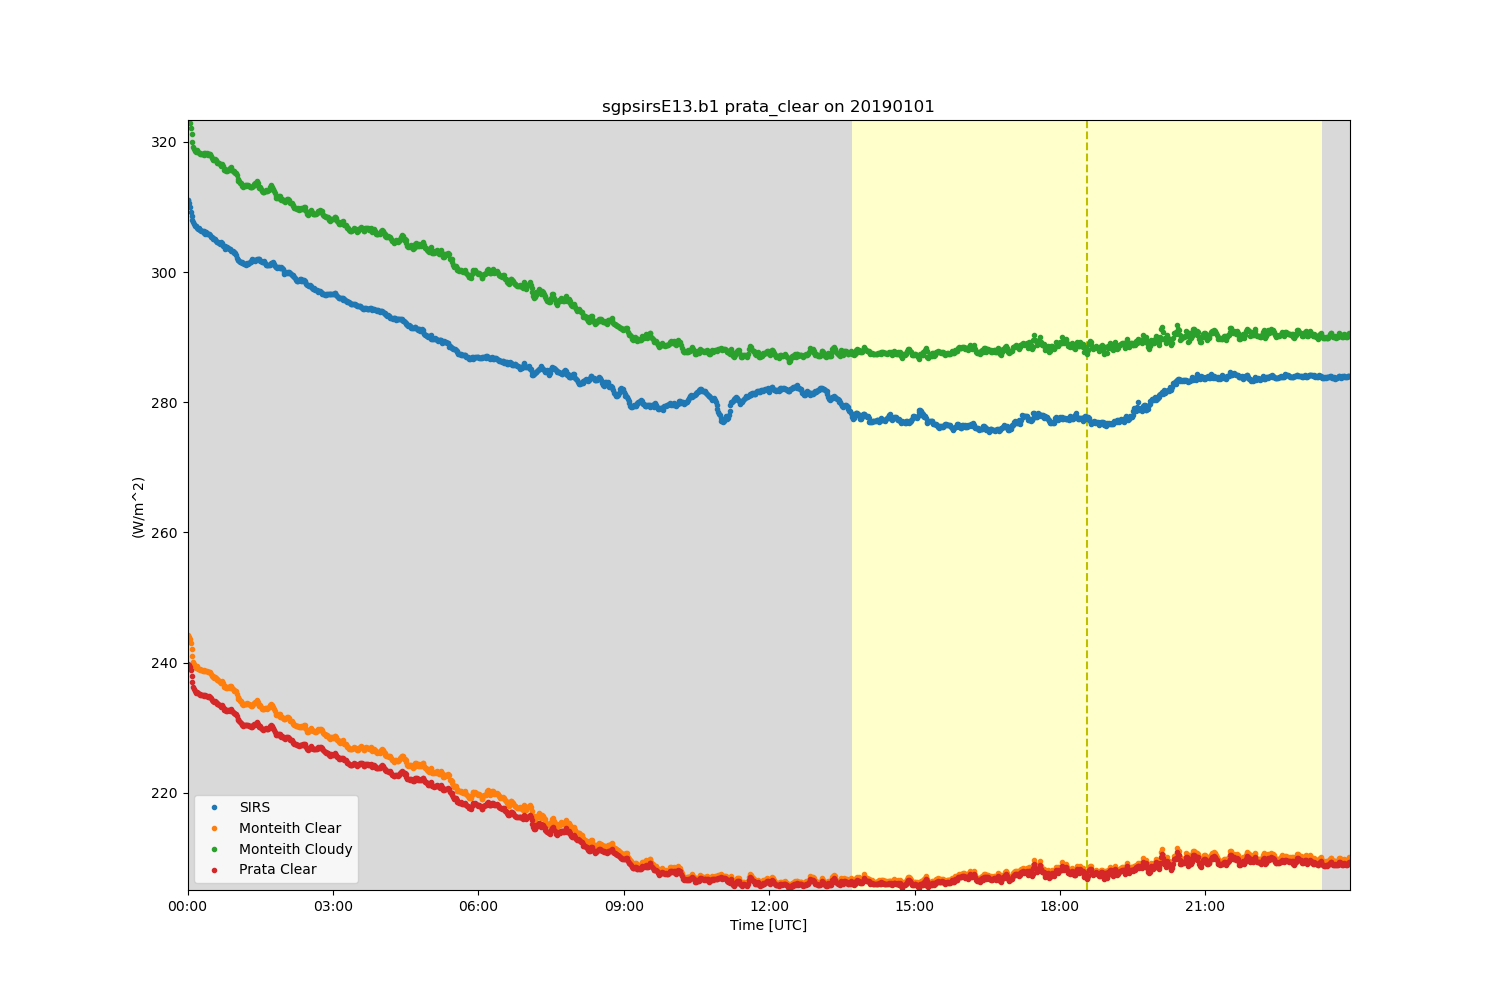 sgpsirsE13.b1 prata_clear on 20190101
320
300
280
260
240
220
(W/m^2)
SIRS
Monteith Clear
Monteith Cloudy
Prata Clear
00:00 03:00 06:00 09:00 12:00 15:00 18:00 21:00
Time [UTC]